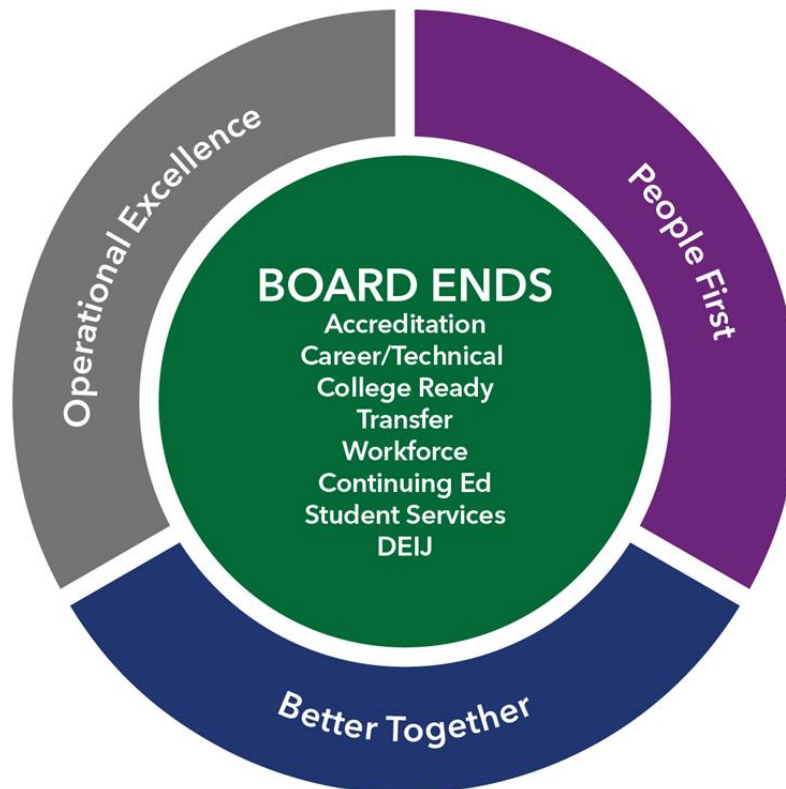 Operational Excellence
People First
BOARD ENDS
Accreditation
Career/Technical
College Ready
Transfer
Workforce
Continuing Ed
Student Services
DEIJ
Better Together